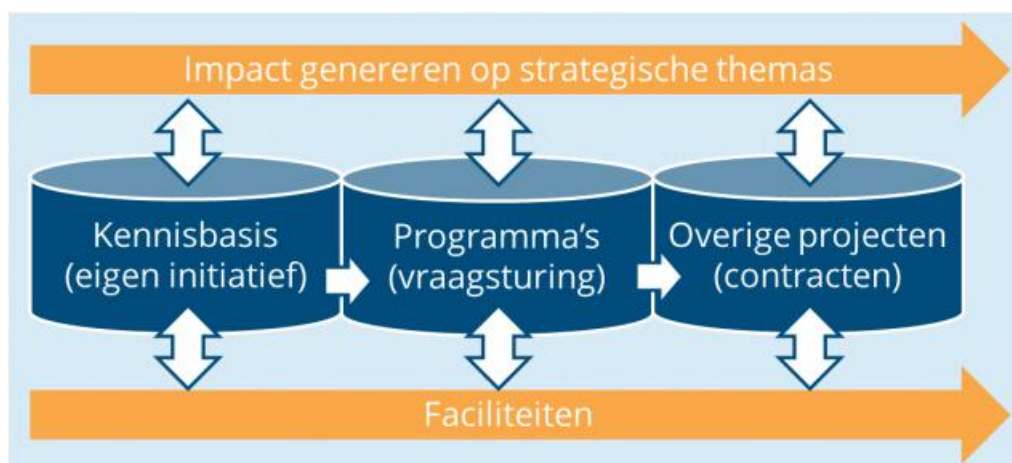 Impact genereren op strategische themas
Kennisbasis
(eigen initiatief)
Programma's
(vraagsturing)
Overige projecten
(contracten)
Faciliteiten